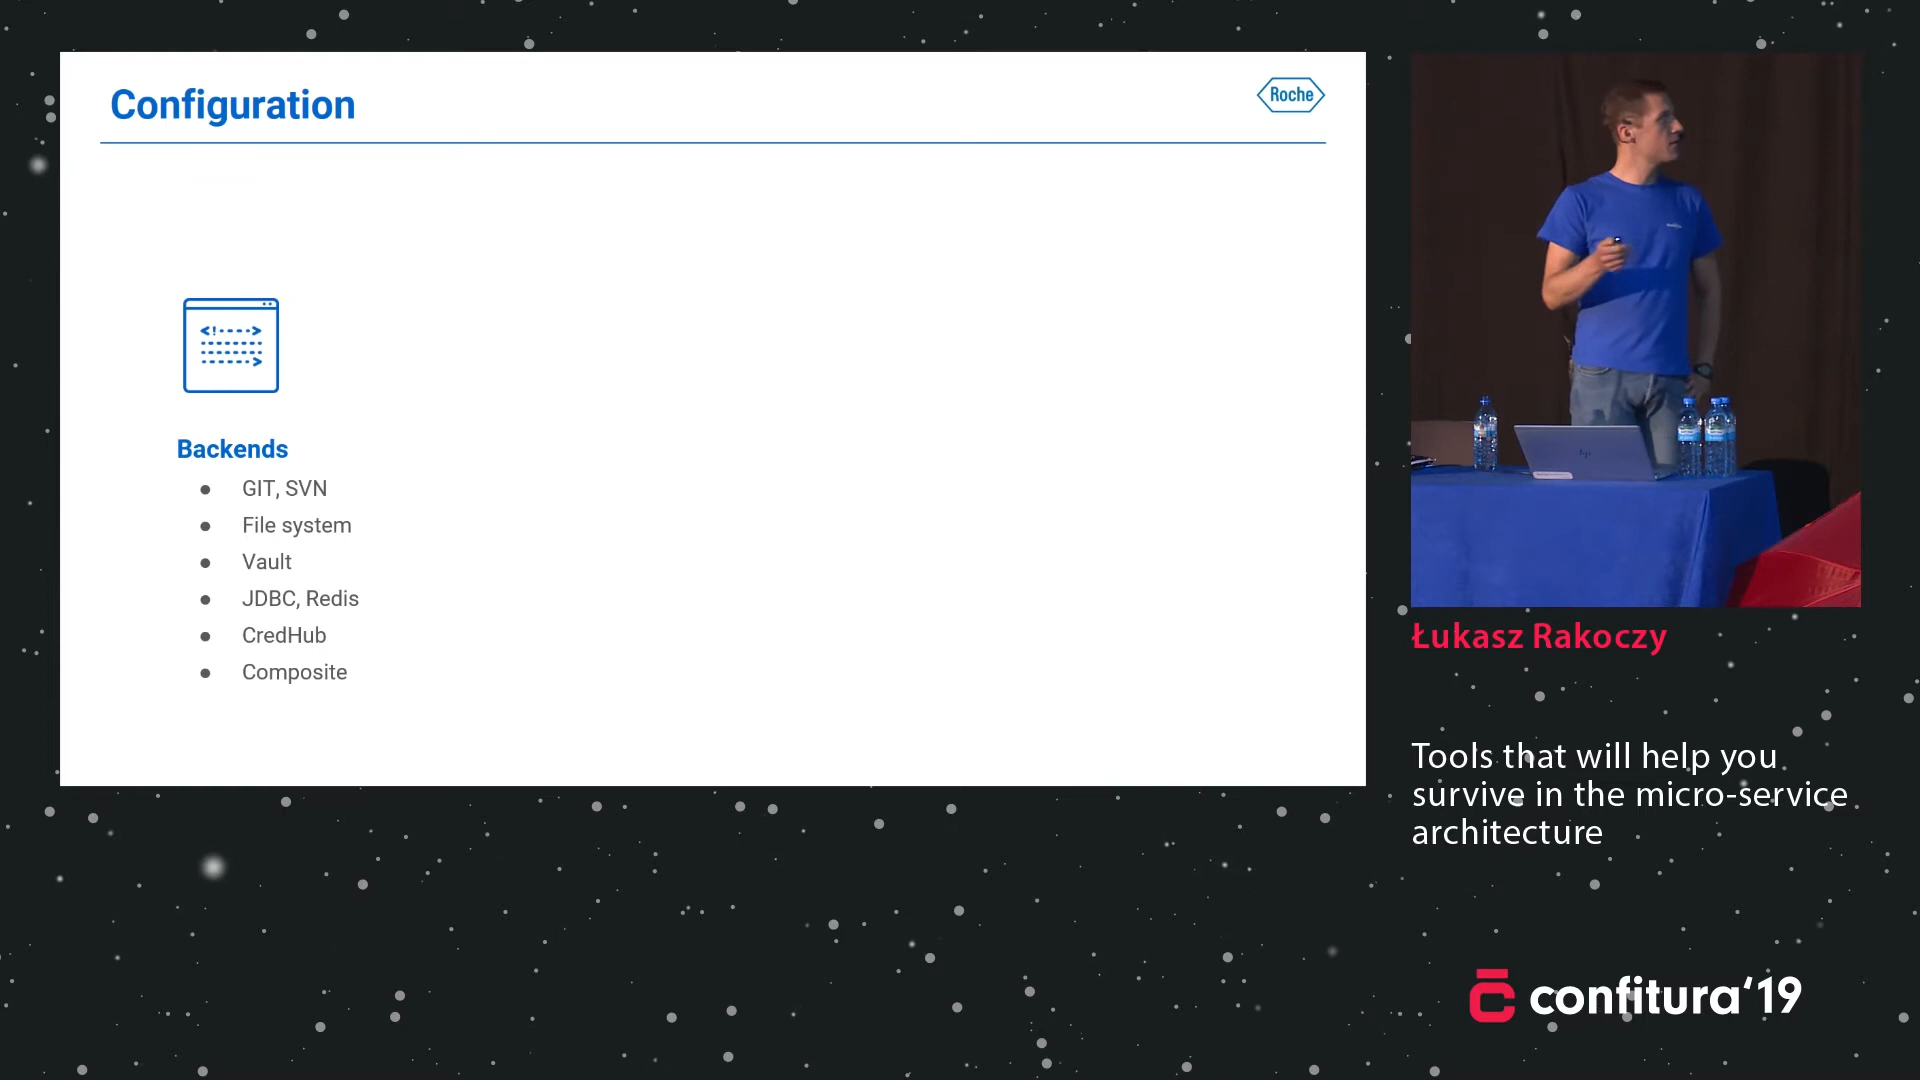 Configuration
Roche
<!---->
Backends
● GIT, SVN
● File system
● Vault
● JDBC, Redis
● CredHub
● Composite
hp
Łukasz Rakoczy
Tools that will help you
survive in the micro-service
architecture
confitura‘19